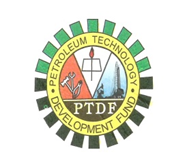 PETROLEUM TECHNOLOGY
PTDF
DEVELOPMENT FUND